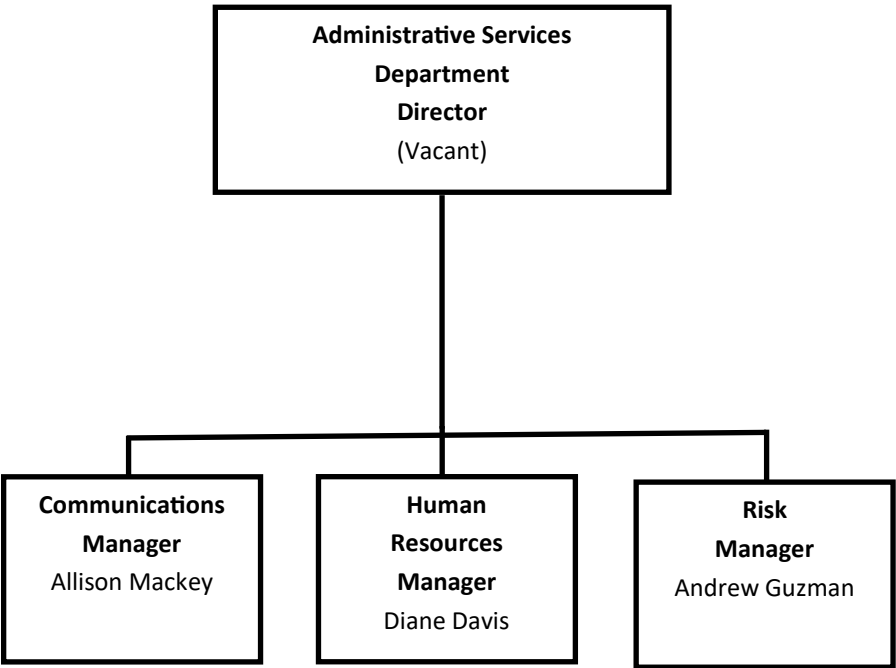 Administrative Services
Department
Director
(Vacant)
Communications
Manager
Allison Mackey
Human
Resources
Manager
Diane Davis
Risk
Manager
Andrew Guzman